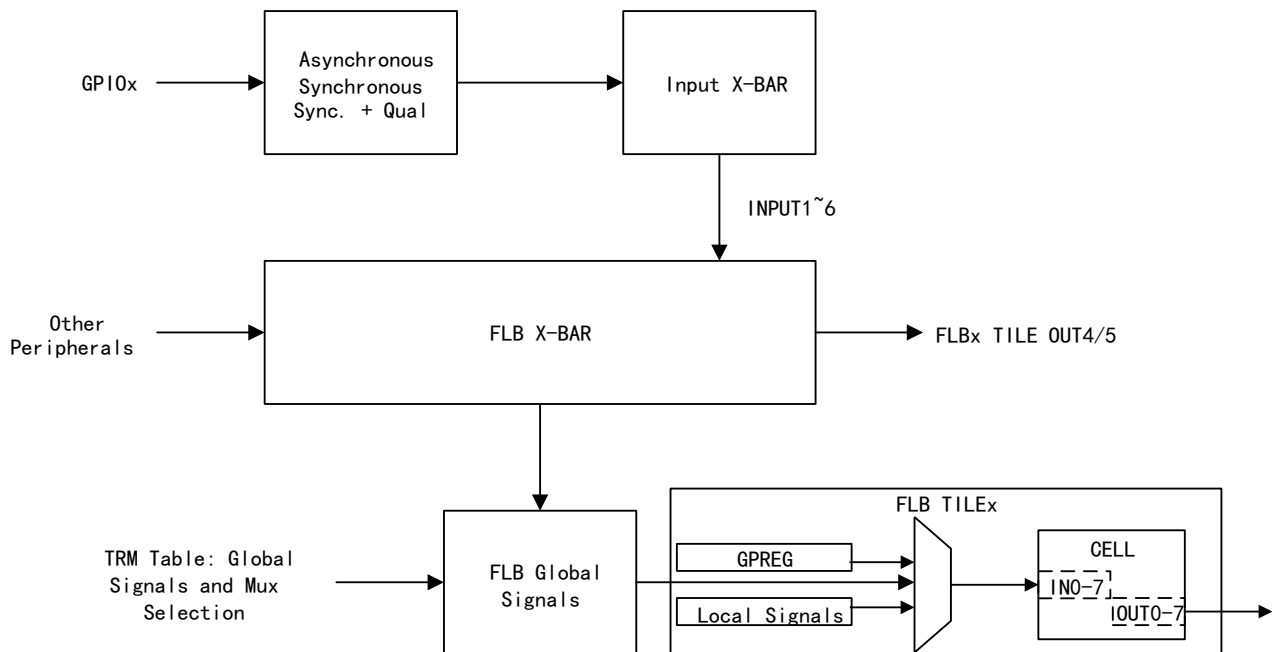 GPIOx
Asynchronous
Synchronous
Sync. + Qual
Input X-BAR
INPUT1~6
Other
Peripherals
FLB X-BAR
FLBx TILE OUT4/5
TRM Table: Global
Signals and Mux
Selection
FLB Global
Signals
FLB TILEx
GPREG
Local Signals
CELL
IN0-7
OUT0-7